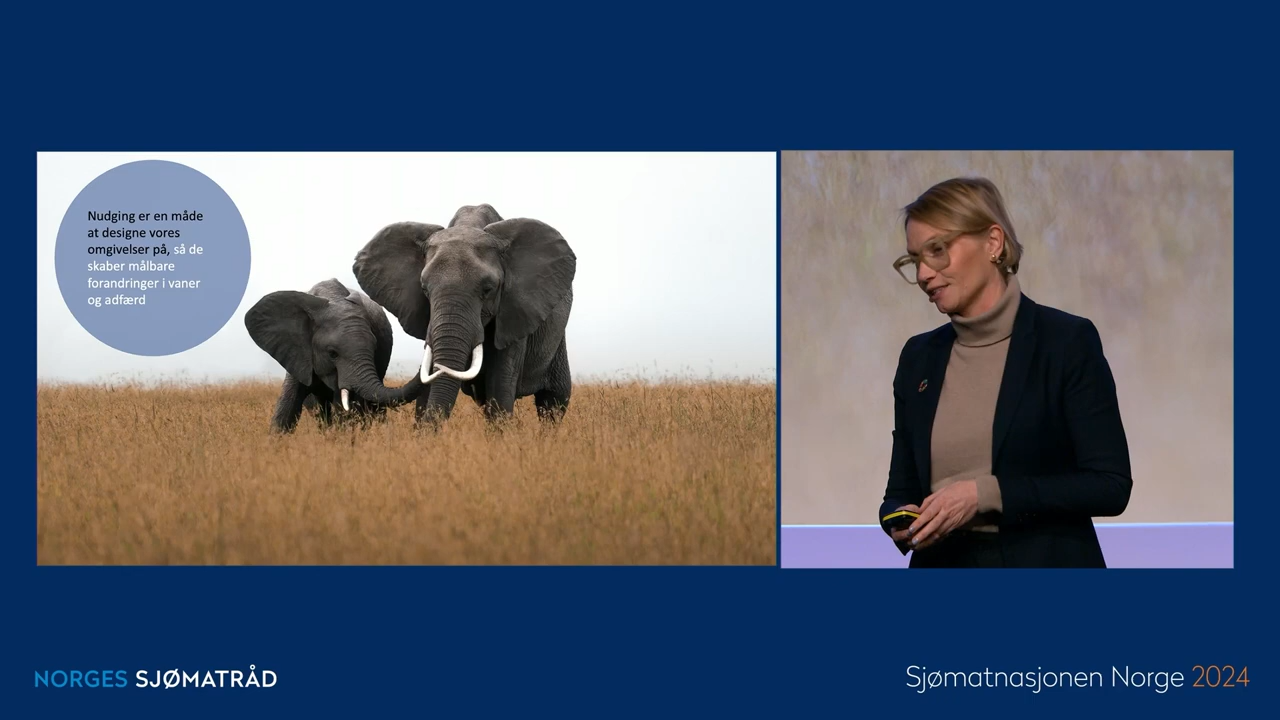 Nudging er en måde
at designe vores
omgivelser på, så de
skaber målbare
forandringer i vaner
og adfærd
NORGES SJØMATRÅD
Sjømatnasjonen Norge 2024